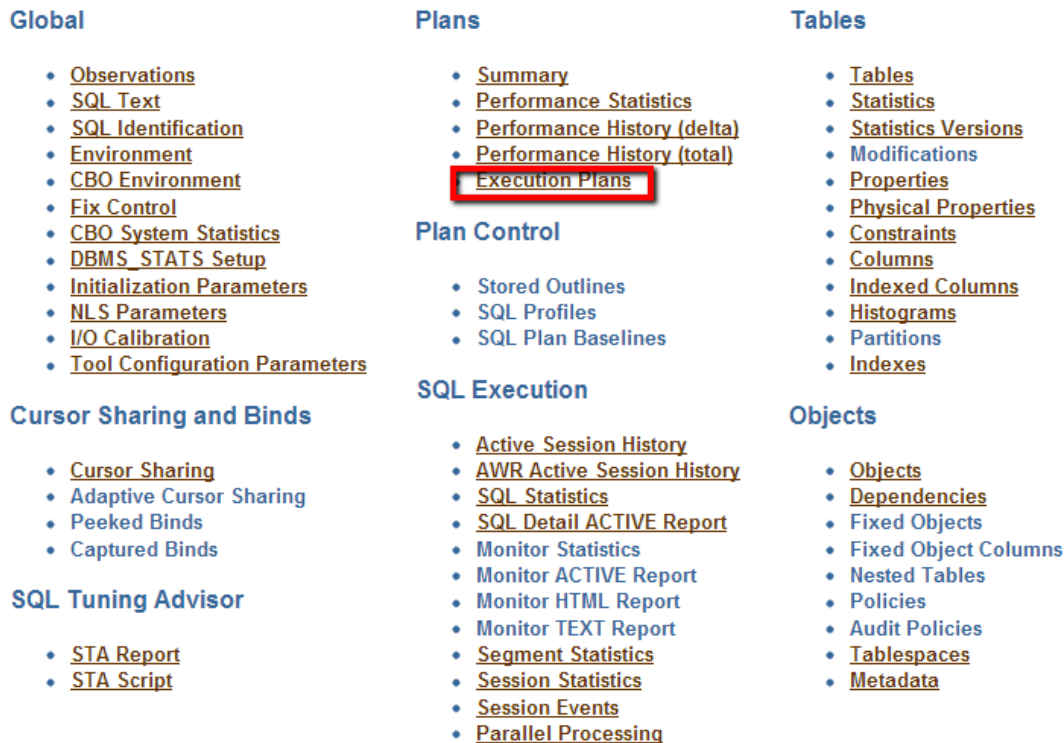 Global
Observations
SQL Text
SQL Identification
Environment
CBO Environment
Fix Control
CBO System Statistics
DBMS_STATS Setup
Initialization Parameters
NLS Parameters
I/O Calibration
Tool Configuration Parameters
Cursor Sharing and Binds
Cursor Sharing
Adaptive Cursor Sharing
Peeked Binds
Captured Binds
SQL Tuning Advisor
STA Report
STA Script
Plans
Summary
Performance Statistics
Performance History (delta)
Performance History (total)
Execution Plans
Plan Control
Stored Outlines
SQL Profiles
SQL Plan Baselines
SQL Execution
Active Session History
AWR Active Session History
SQL Statistics
SQL Detail ACTIVE Report
Monitor Statistics
Monitor ACTIVE Report
Monitor HTML Report
Monitor TEXT Report
Segment Statistics
Session Statistics
Session Events
Parallel Processing
Tables
Tables
Statistics
Statistics Versions
Modifications
Properties
Physical Properties
Constraints
Columns
Indexed Columns
Histograms
Partitions
Indexes
Objects
Objects
Dependencies
Fixed Objects
Fixed Object Columns
Nested Tables
Policies
Audit Policies
Tablespaces
Metadata